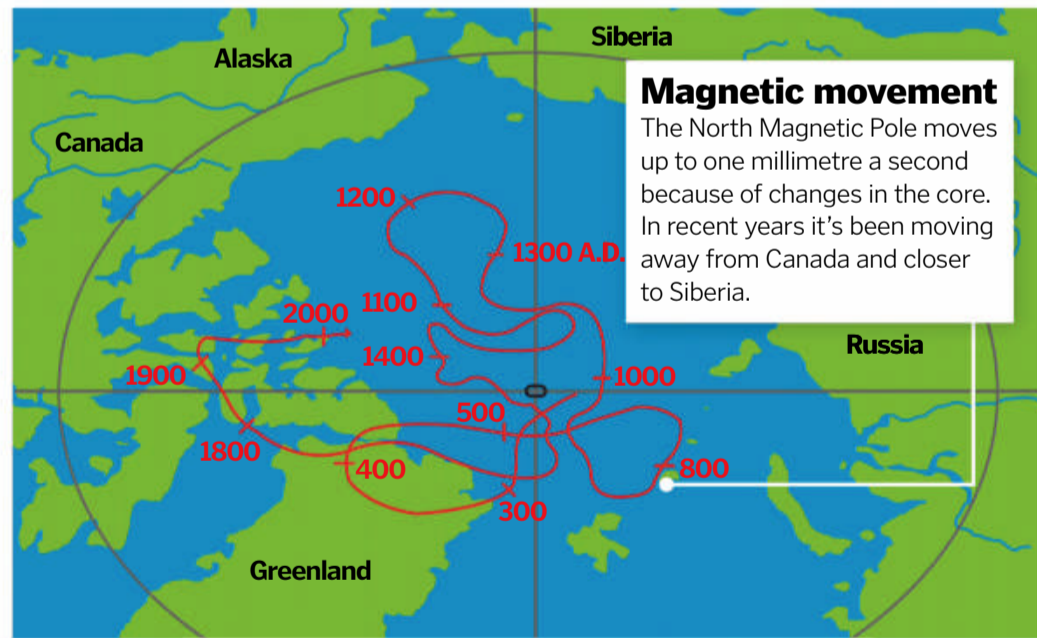 Siberia
Alaska
Magnetic movement
The North Magnetic Pole moves
up to one millimetre a second
because of changes in the core.
In recent years it's been moving
away from Canada and closer
to Siberia.
Canada
1200
1300 A.D.
1100
2000
1400
Russia
1900
1000
0
500
1800
400
800
300
Greenland